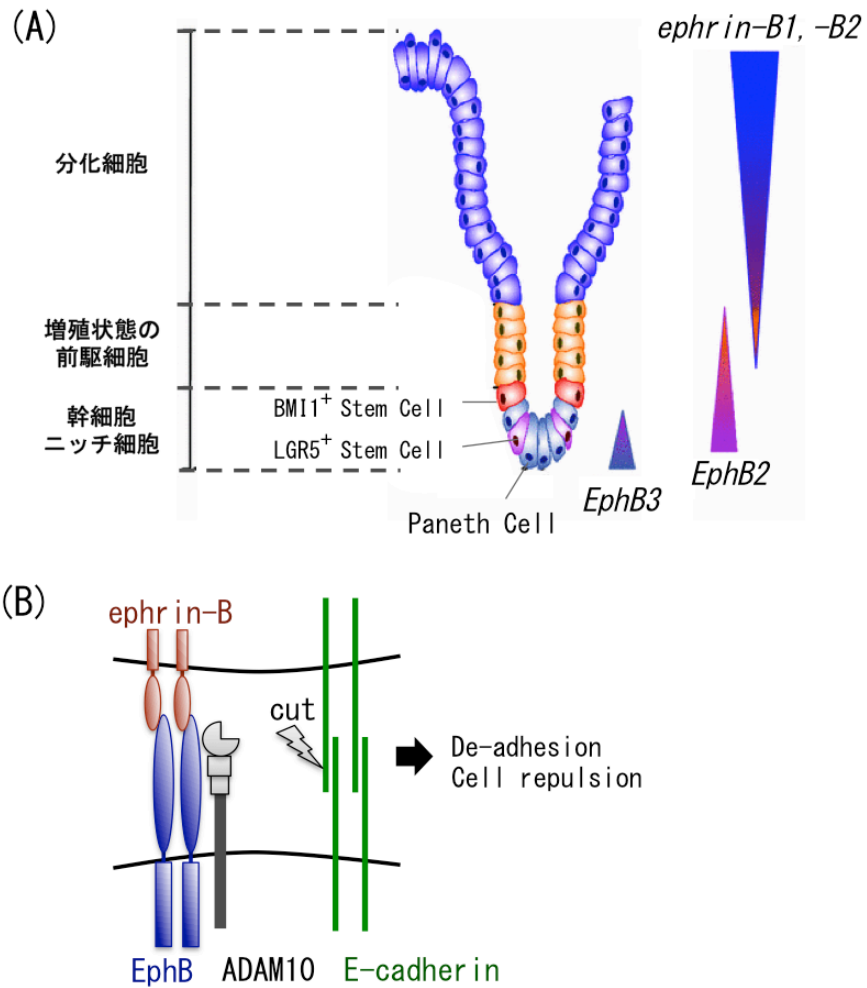 (A)
ephrin-B1, -B2
分化細胞
増殖状態の
前駆細胞
幹細胞
ニッチ細胞
BMI1+ Stem Cell
LGR5+ Stem Cell
Paneth Cell
EphB3
EphB2
(B)
ephrin-B
cut
De-adhesion
Cell repulsion
EphB
ADAM10
E-cadherin